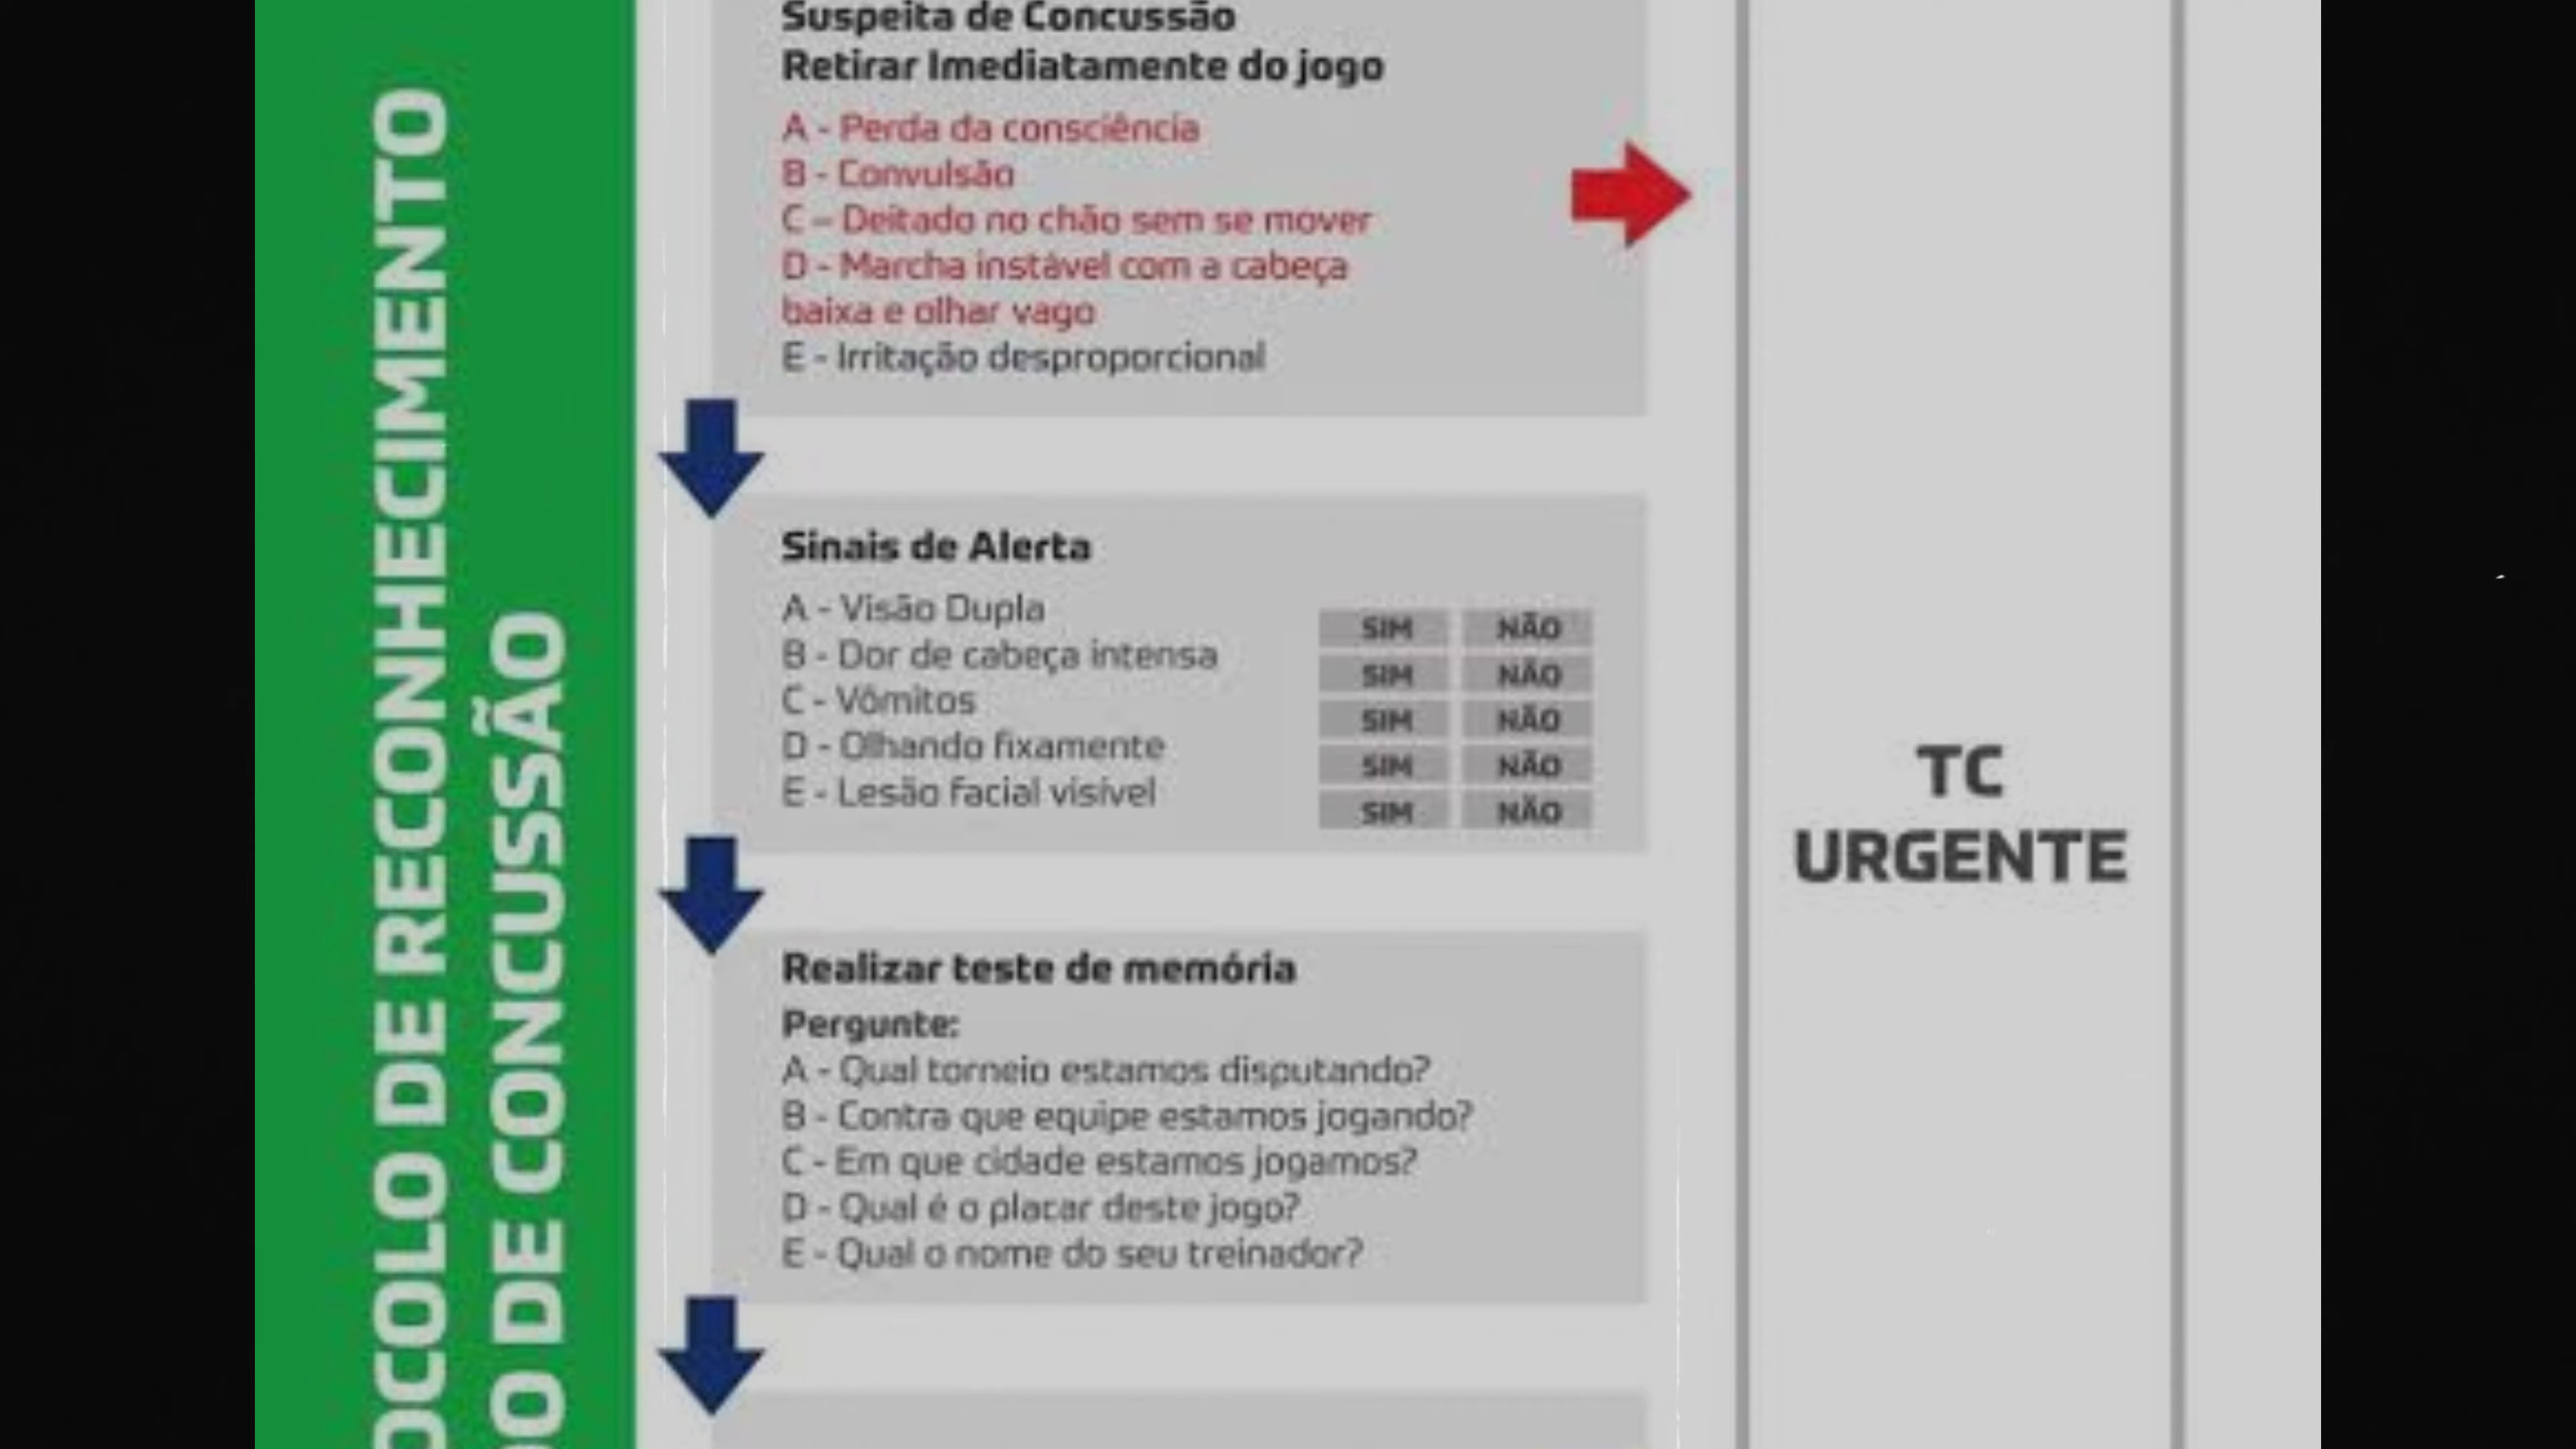 OCOLO DE RECONHECIMENTO
DO DE CONCUSSÃO
Suspeita de Concussão
Retirar Imediatamente do jogo
A - Perda da consciência
B - Convulsão
C – Deitado no chão sem se mover
D - Marcha instável com a cabeça
baixa e olhar vago
E - Irritação desproporcional
Sinais de Alerta
A - Visão Dupla SIM NÃO
B - Dor de cabeça intensa SIM NÃO
C - Vômitos SIM NÃO
D - Olhando fixamente SIM NÃO
E - Lesão facial visível SIM NÃO
Realizar teste de memória
Pergunte:
A - Qual torneio estamos disputando?
B - Contra que equipe estamos jogando?
C - Em que cidade estamos jogamos?
D - Qual é o placar deste jogo?
E - Qual o nome do seu treinador?
TC
URGENTE